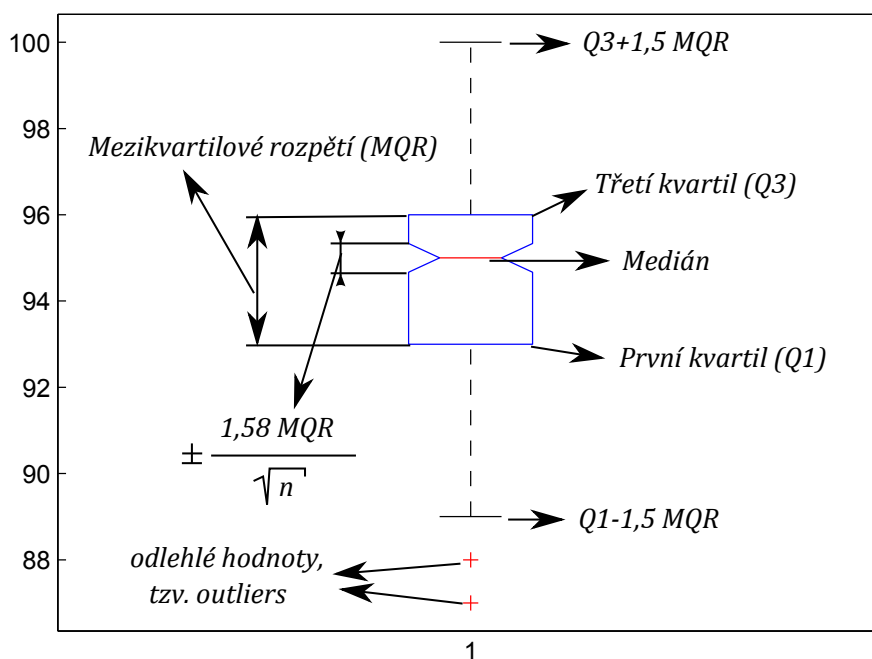 100
Q3+1,5 MQR
98
Mezikvartilové rozpětí (MQR)
Třetí kvartil (Q3)
96
Medián
94
První kvartil (Q1)
92
1,58 MQR
±
√n
90
Q1-1,5 MQR
88
odlehlé hodnoty,
tzv. outliers
1